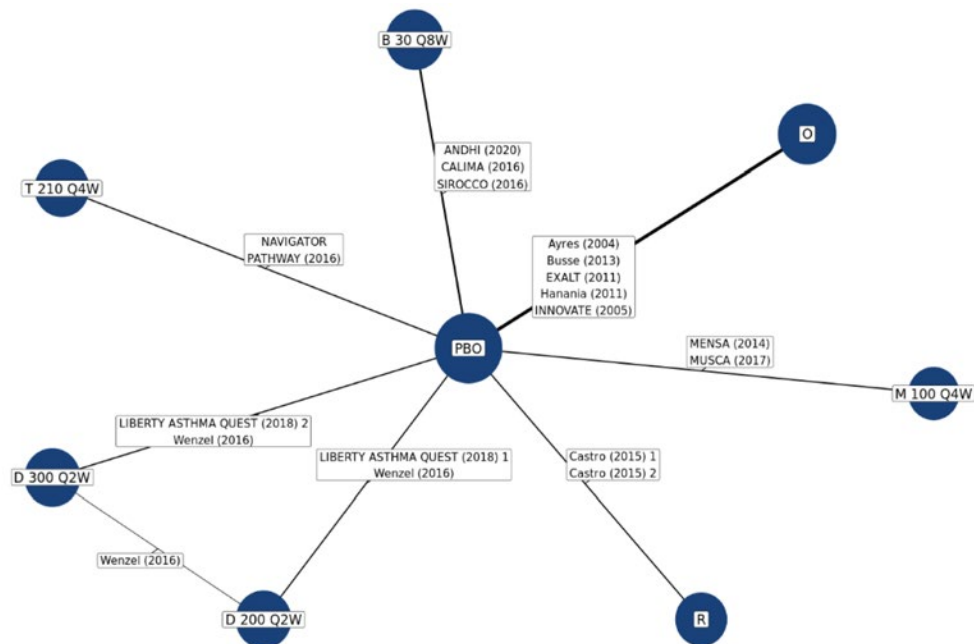 B 30 Q8W
O
ANDHI (2020)
CALIMA (2016)
SIROCCO (2016)
T 210 Q4W
NAVIGATOR
PATHWAY (2016)
Ayres (2004)
Busse (2013)
EXALT (2011)
Hanania (2011)
INNOVATE (2005)
PBO
MENSA (2014)
MUSCA (2017)
M 100 Q4W
LIBERTY ASTHMA QUEST (2018) 2
Wenzel (2016)
LIBERTY ASTHMA QUEST (2018) 1
Wenzel (2016)
Castro (2015) 1
Castro (2015) 2
D 300 Q2W
Wenzel (2016)
D 200 Q2W
R